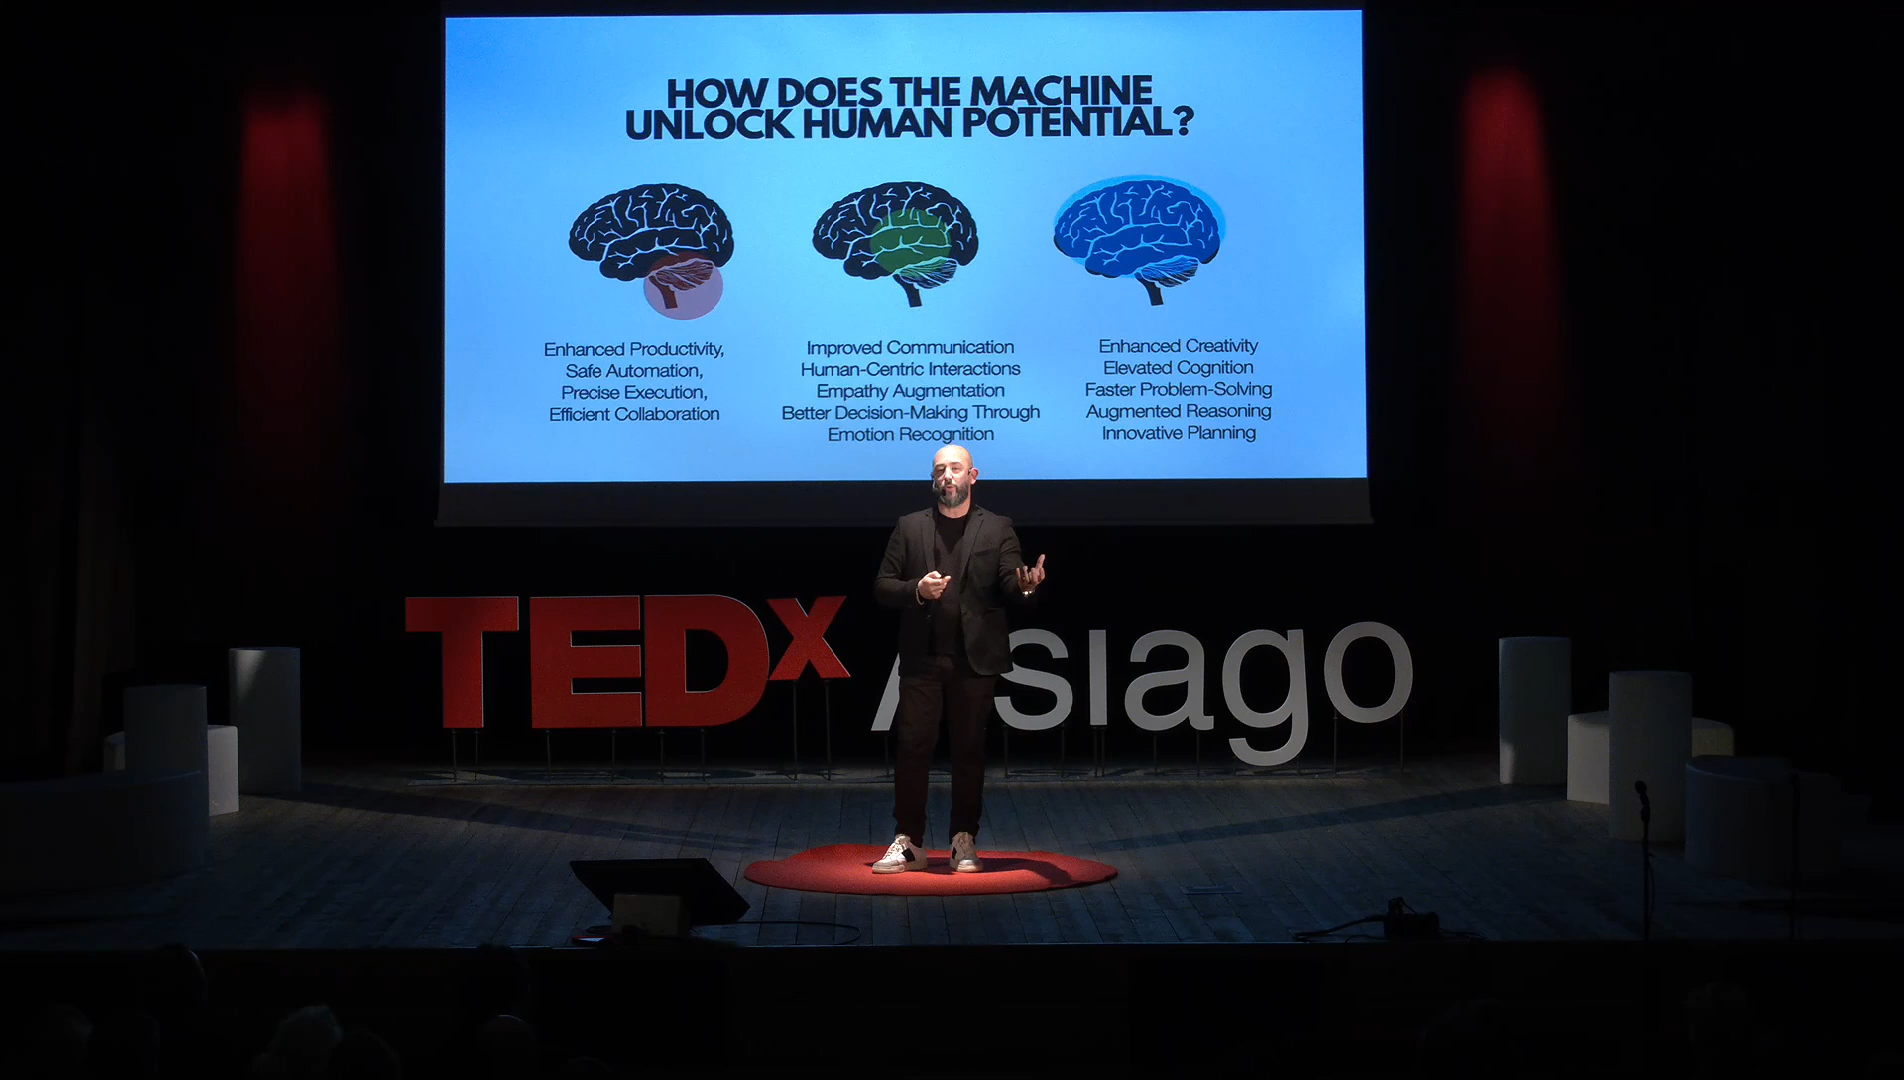 HOW DOES THE MACHINE
UNLOCK HUMAN POTENTIAL?
Enhanced Productivity,
Safe Automation,
Precise Execution,
Efficient Collaboration
Improved Communication
Human-Centric Interactions
Empathy Augmentation
Better Decision-Making Through
Emotion Recognition
Enhanced Creativity
Elevated Cognition
Faster Problem-Solving
Augmented Reasoning
Innovative Planning
TEDx Asiago